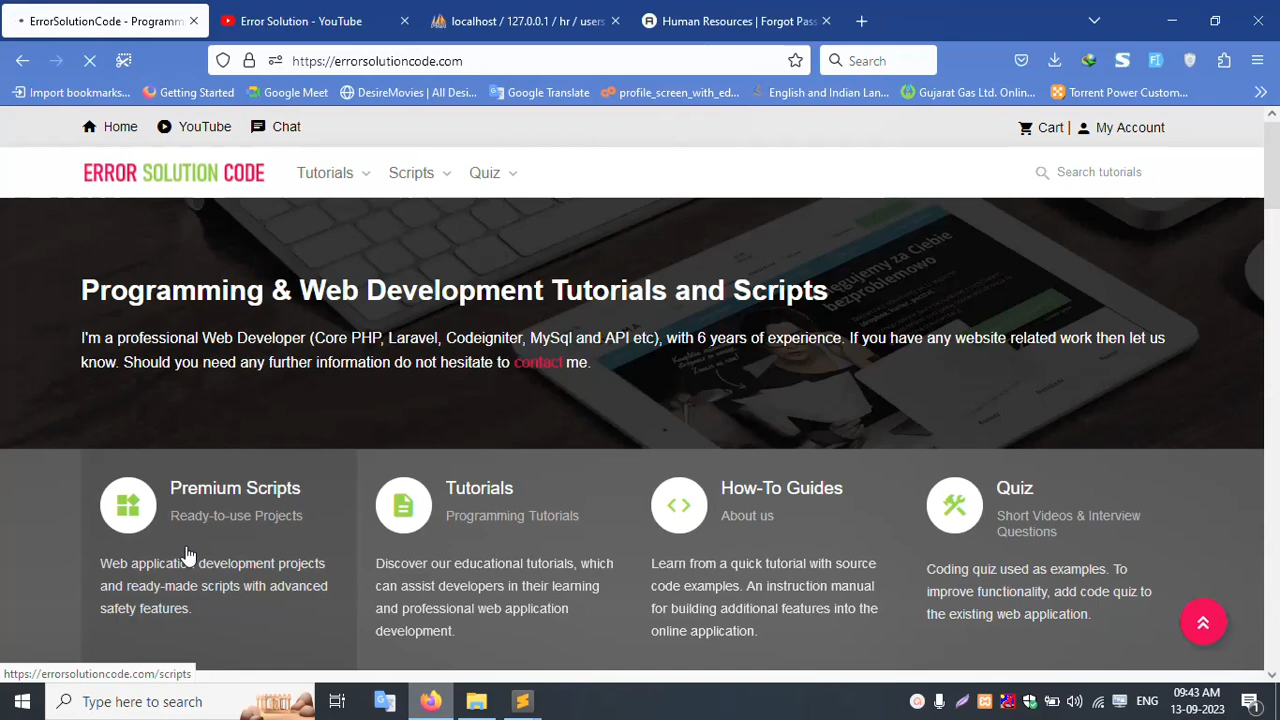 ErrorSolutionCode - Programm
Error Solution - YouTube
localhost / 127.0.0.1 / hr / users
Human Resources | Forgot Pass
https://errorsolutioncode.com
Search
Import bookmarks...
Getting Started
Google Meet
DesireMovies | All Desi...
Google Translate
profile_screen_with_ed...
English and Indian Lan...
Gujarat Gas Ltd. Onlin...
Torrent Power Custom...
Home
YouTube
Chat
Cart |
My Account
ERROR SOLUTION CODE
Tutorials
Scripts
Quiz
Search tutorials
Programming & Web Development Tutorials and Scripts
I'm a professional Web Developer (Core PHP, Laravel, Codeigniter, MySql and API etc), with 6 years of experience. If you have any website related work then let us
know. Should you need any further information do not hesitate to contact me.
Premium Scripts
Ready-to-use Projects
Web application development projects
and ready-made scripts with advanced
safety features.
Tutorials
Programming Tutorials
Discover our educational tutorials, which
can assist developers in their learning
and professional web application
development.
How-To Guides
About us
Learn from a quick tutorial with source
code examples. An instruction manual
for building additional features into the
online application.
Quiz
Short Videos & Interview
Questions
Coding quiz used as examples. To
improve functionality, add code quiz to
the existing web application.
https://errorsolutioncode.com/scripts
Type here to search
ENG
09:43 AM
13-09-2023